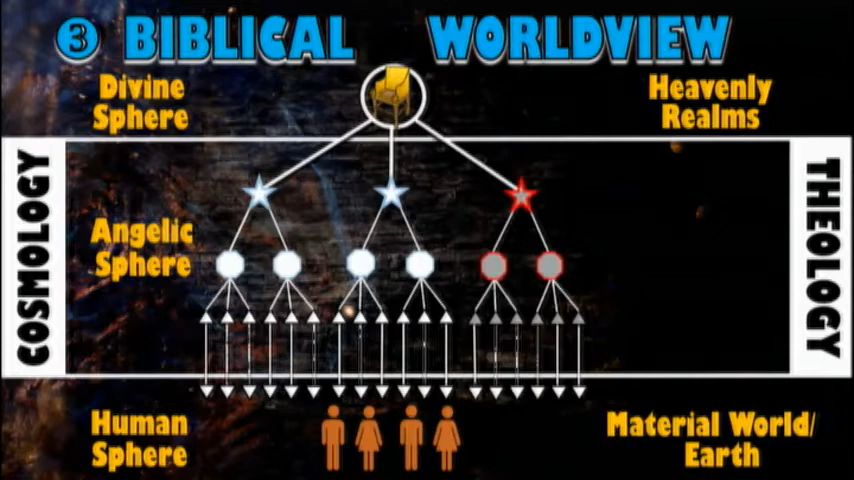 3 BIBLICAL WORLDVIEW
Divine
Sphere
Heavenly
Realms
COSMOLOGY
THEOLOGY
Angelic
Sphere
Human
Sphere
Material World/
Earth